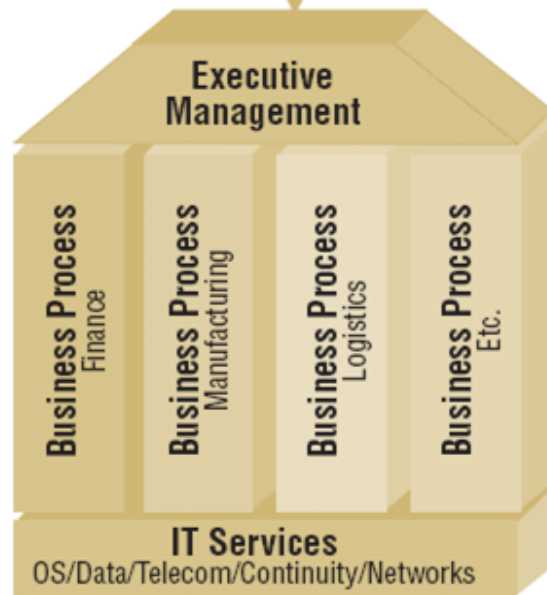 Executive
Management
Business Process
Finance
Business Process
Manufacturing
Business Process
Logistics
Business Process
Etc.
IT Services
OS/Data/Telecom/Continuity/Networks